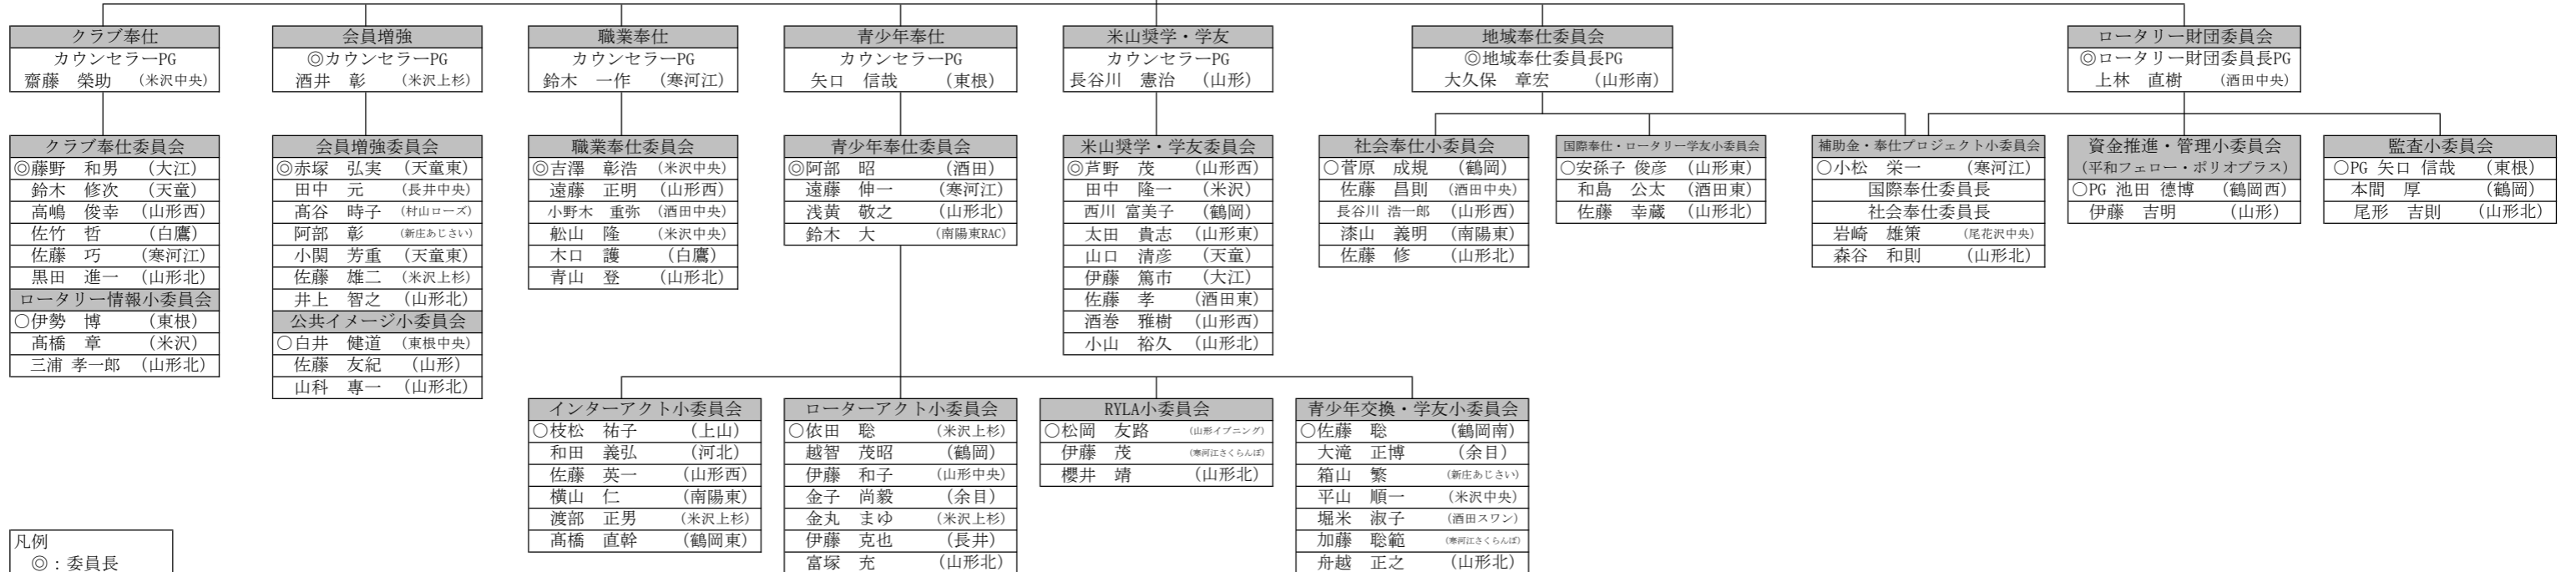 クラブ奉仕
カウンセラーPG
齋藤 榮助 （米沢中央）
会員増強
◎カウンセラーPG
酒井 彰 （米沢上杉）
職業奉仕
カウンセラーPG
鈴木 一作 （寒河江）
青少年奉仕
カウンセラーPG
矢口 信哉 （東根）
米山奨学・学友
カウンセラーPG
長谷川 憲治 （山形）
地域奉仕委員会
◎地域奉仕委員長PG
大久保 章宏 （山形南）
ロータリー財団委員会
◎ロータリー財団委員長PG
上林 直樹 （酒田中央）
クラブ奉仕委員会
◎藤野 和男 （大江）
鈴木 修次 （天童）
高嶋 俊幸 （山形西）
佐竹 哲 （白鷹）
佐藤 巧 （寒河江）
黒田 進一 （山形北）
ロータリー情報小委員会
○伊勢 博 （東根）
髙橋 章 （米沢）
三浦 孝一郎 （山形北）
会員増強委員会
◎赤塚 弘実 （天童東）
田中 元 （長井中央）
髙谷 時子 （村山ローズ）
阿部 彰 （新庄あじさい）
小関 芳重 （天童東）
佐藤 雄二 （米沢上杉）
井上 智之 （山形北）
公共イメージ小委員会
○白井 健道 （東根中央）
佐藤 友紀 （山形）
山科 專一 （山形北）
職業奉仕委員会
◎吉澤 彰浩 （米沢中央）
遠藤 正明 （山形西）
小野木 重弥 （酒田中央）
舩山 隆 （米沢中央）
木口 護 （白鷹）
青山 登 （山形北）
青少年奉仕委員会
◎阿部 昭 （酒田）
遠藤 伸一 （寒河江）
浅黄 敬之 （山形北）
鈴木 大 （南陽東RAC）
米山奨学・学友委員会
◎芦野 茂 （山形西）
田中 隆一 （米沢）
西川 富美子 （鶴岡）
太田 貴志 （山形東）
山口 清彦 （天童）
伊藤 篤市 （大江）
佐藤 孝 （酒田東）
酒巻 雅樹 （山形西）
小山 裕久 （山形北）
社会奉仕小委員会
○菅原 成規 （鶴岡）
佐藤 昌則 （酒田中央）
長谷川 浩一郎 （山形西）
漆山 義明 （南陽東）
佐藤 修 （山形北）
国際奉仕・ロータリー学友小委員会
○安孫子 俊彦 （山形東）
和島 公太 （酒田東）
佐藤 幸蔵 （山形北）
補助金・奉仕プロジェクト小委員会
○小松 栄一 （寒河江）
国際奉仕委員長
社会奉仕委員長
岩崎 雄策 （尾花沢中央）
森谷 和則 （山形北）
資金推進・管理小委員会
（平和フェロー・ポリオプラス）
○PG 池田 德博 （鶴岡西）
伊藤 吉明 （山形）
監査小委員会
○PG 矢口 信哉 （東根）
本間 厚 （鶴岡）
尾形 吉則 （山形北）
インターアクト小委員会
○枝松 祐子 （上山）
和田 義弘 （河北）
佐藤 英一 （山形西）
横山 仁 （南陽東）
渡部 正男 （米沢上杉）
髙橋 直幹 （鶴岡東）
ローターアクト小委員会
○依田 聡 （米沢上杉）
越智 茂昭 （鶴岡）
伊藤 和子 （山形中央）
金子 尚毅 （余目）
金丸 まゆ （米沢上杉）
伊藤 克也 （長井）
富塚 充 （山形北）
RYLA小委員会
○松岡 友路 （山形イブニング）
伊藤 茂 （寒河江さくらんぼ）
櫻井 靖 （山形北）
青少年交換・学友小委員会
○佐藤 聡 （鶴岡南）
大滝 正博 （余目）
箱山 繁 （新庄あじさい）
平山 順一 （米沢中央）
堀米 淑子 （酒田スワン）
加藤 聡範 （寒河江さくらんぼ）
舟越 正之 （山形北）
凡例
◎：委員長